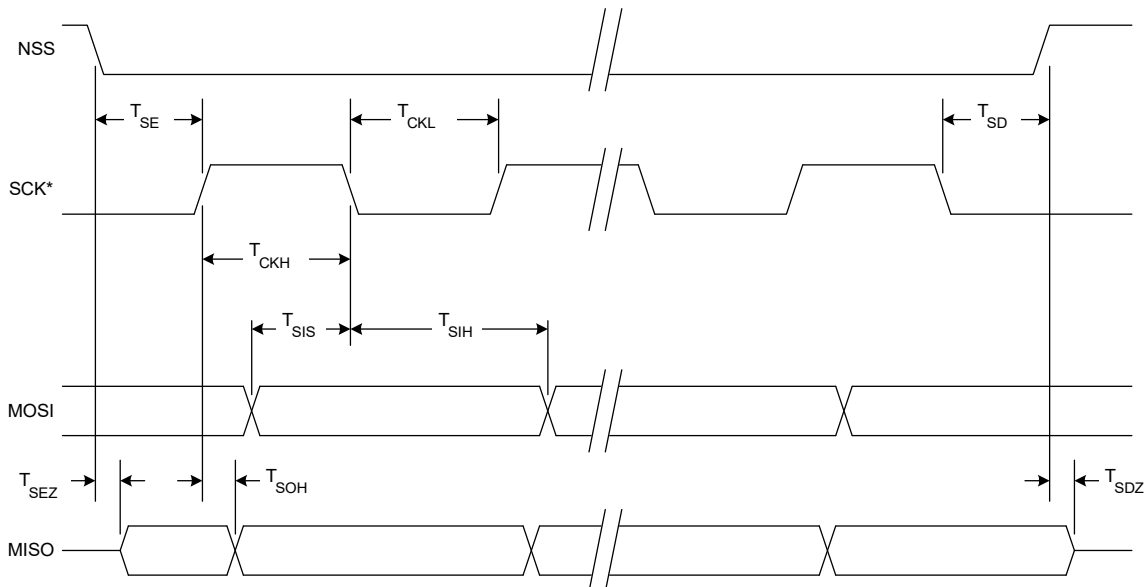 NSS
T_SE
T_CKL
T_SD
SCK*
T_CKH
T_SIS
T_SIH
MOSI
T_SEZ
T_SOH
T_SDZ
MISO